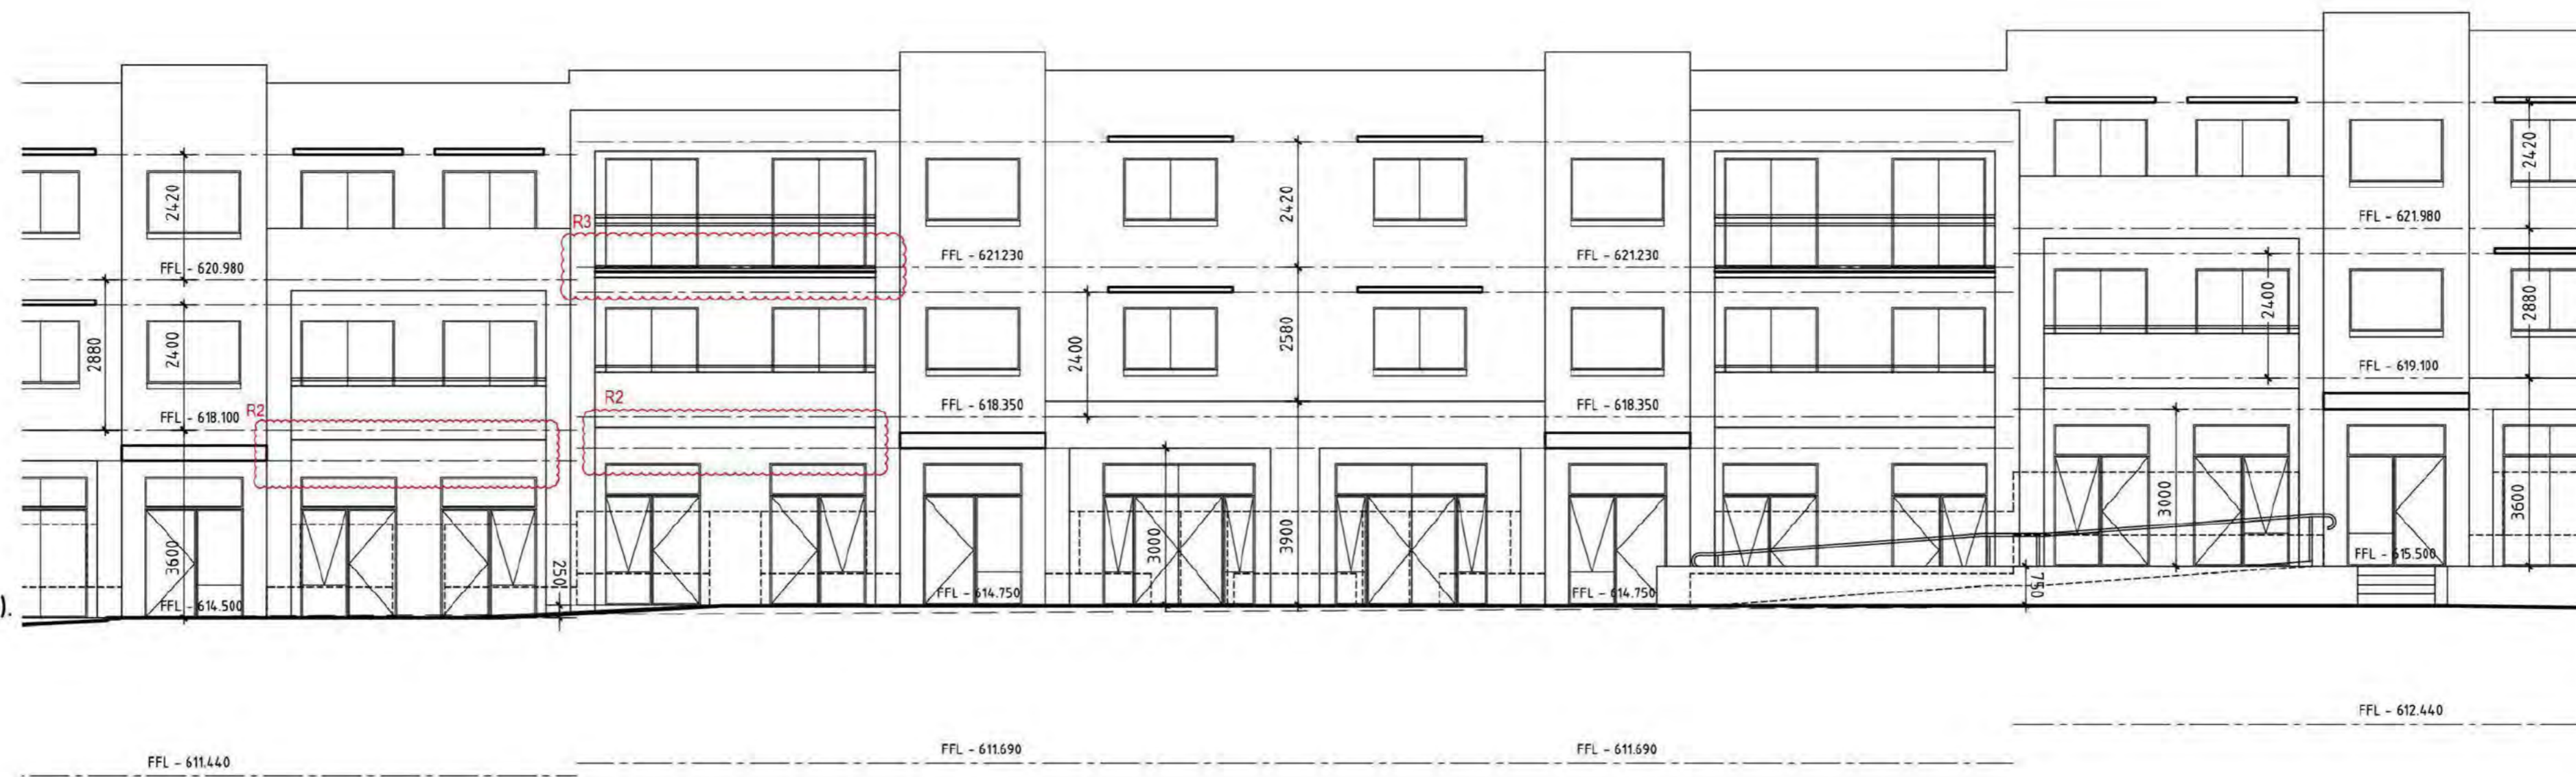 2420
2420
R3
2420
FFL - 621.980
FFL - 621.230
FFL - 621.230
FFL - 620.980
2400
2880
2580
2400
2880
2400
FFL - 619.100
R2
FFL - 618.100
R2
FFL - 618.350
FFL - 618.350
3000
3600
3900
3000
3600
250
FFL - 615.500
750
FFL - 614.500
FFL - 614.750
FFL - 614.750
).
FFL - 612.440
FFL - 611.690
FFL - 611.690
FFL - 611.440